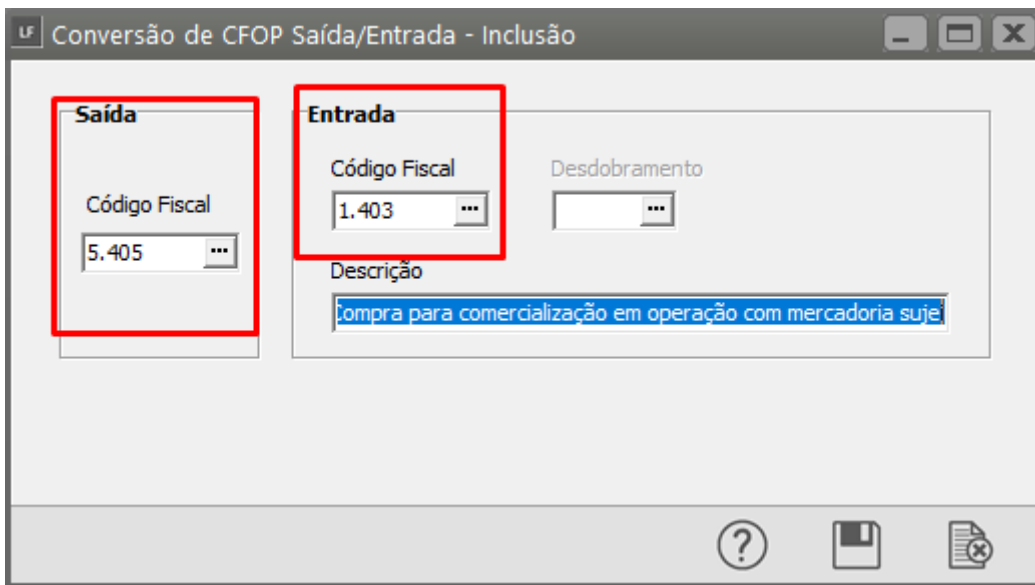 LF Conversão de CFOP Saída/Entrada - Inclusão
Saída
Código Fiscal
5.405 ...
Entrada
Código Fiscal
1.403 ...
Desdobramento
...
Descrição
Compra para comercialização em operação com mercadoria sujei
?